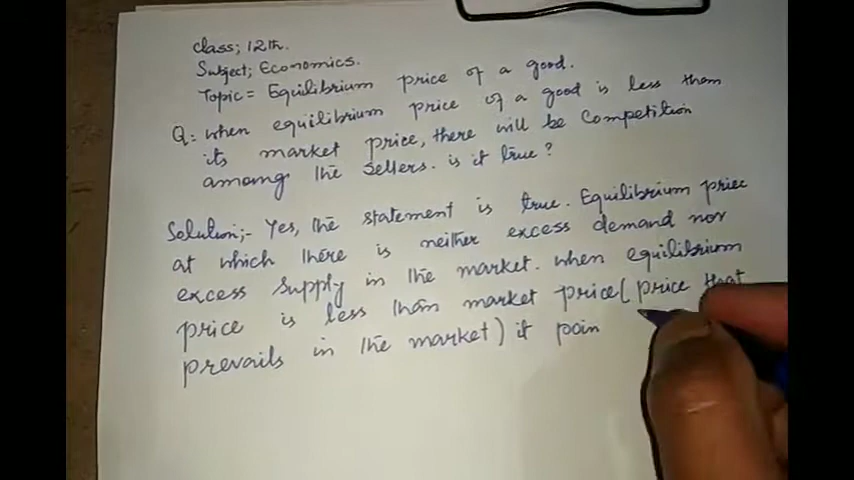 Class; 12th.
Subject; Economics.
Topic = Equilibrium price of a good.
Q: when equilibrium price of a good is less than
its market price, there will be competition
among the sellers. is it true?
Solution;- Yes, the statement is true. Equilibrium price
at which there is neither excess demand nor
excess supply in the market. when equilibrium
price is less than market price (price that
prevails in the market) it poin